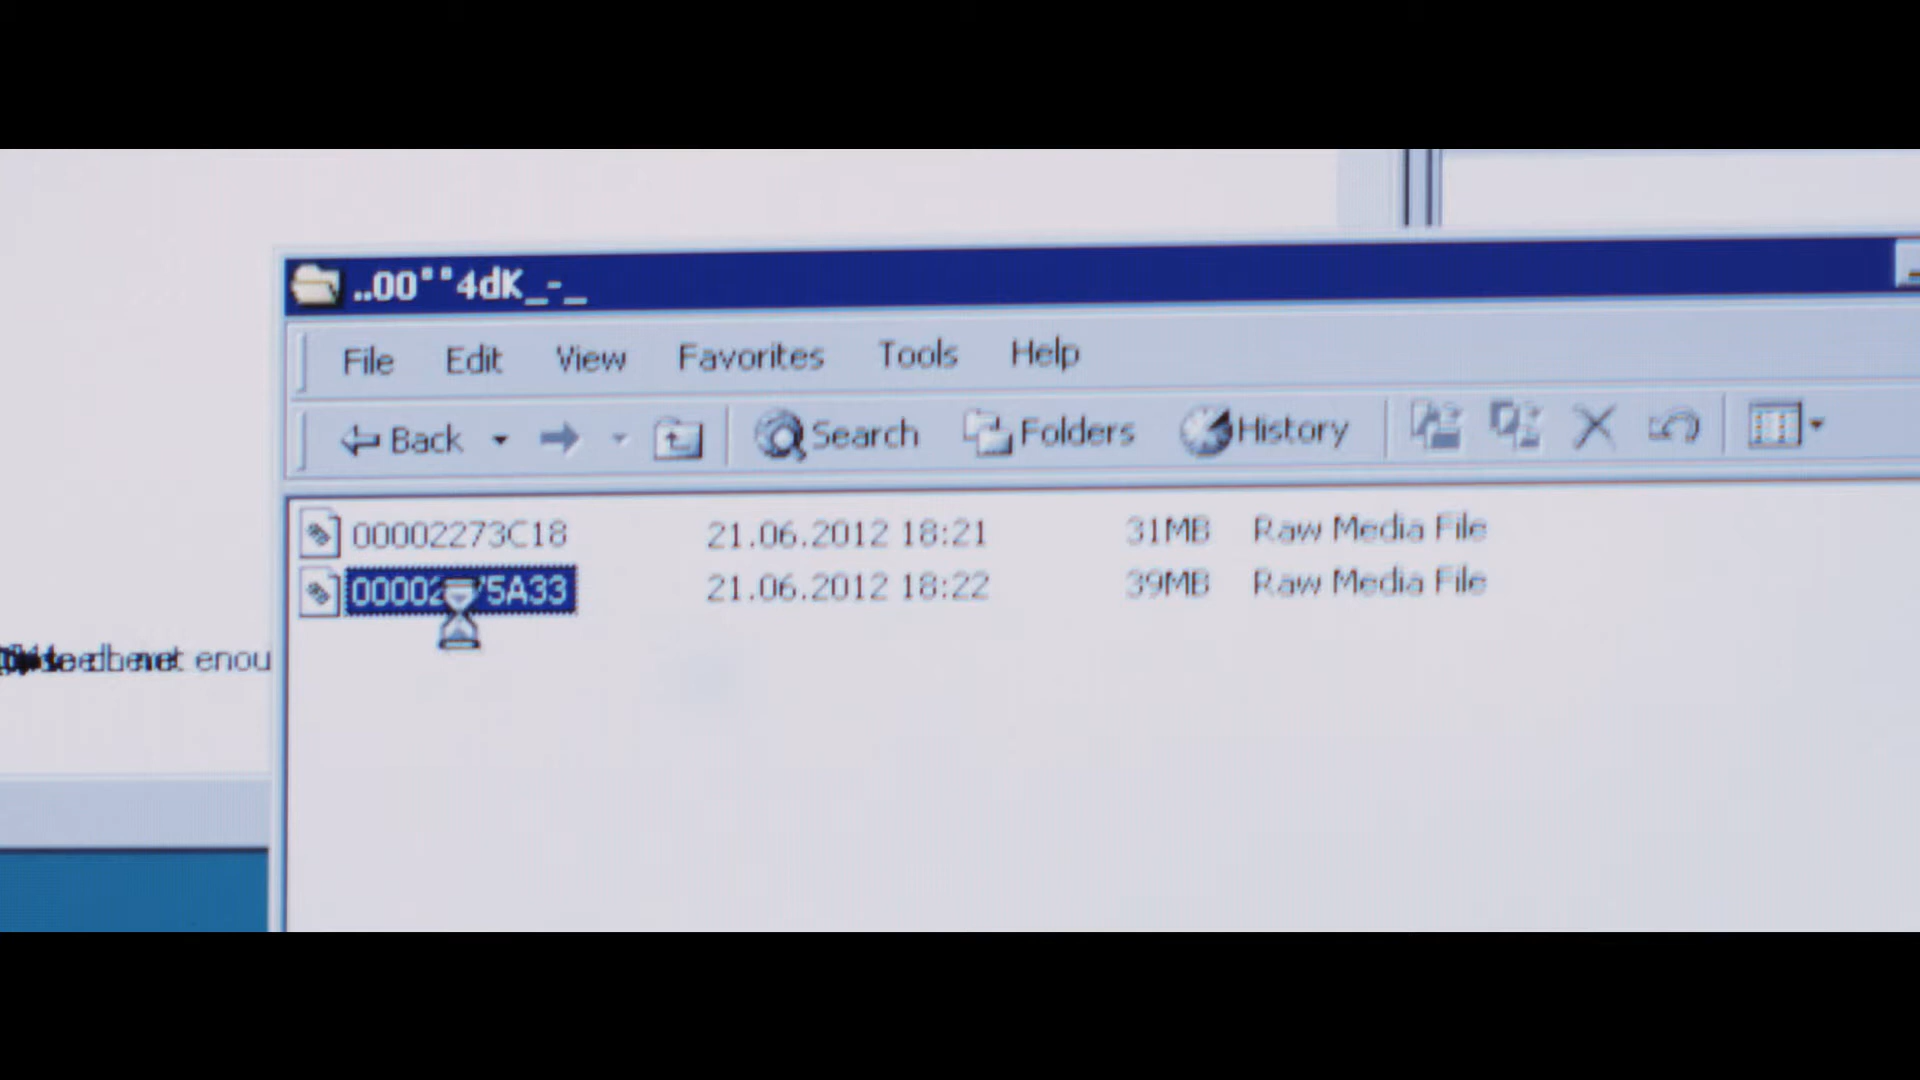 ..00°°4dK_-_
File Edit View Favorites Tools Help
Back Search Folders History
00002273C18 21.06.2012 18:21 31MB Raw Media File
21.06.2012 18:22 39MB Raw Media File
enou